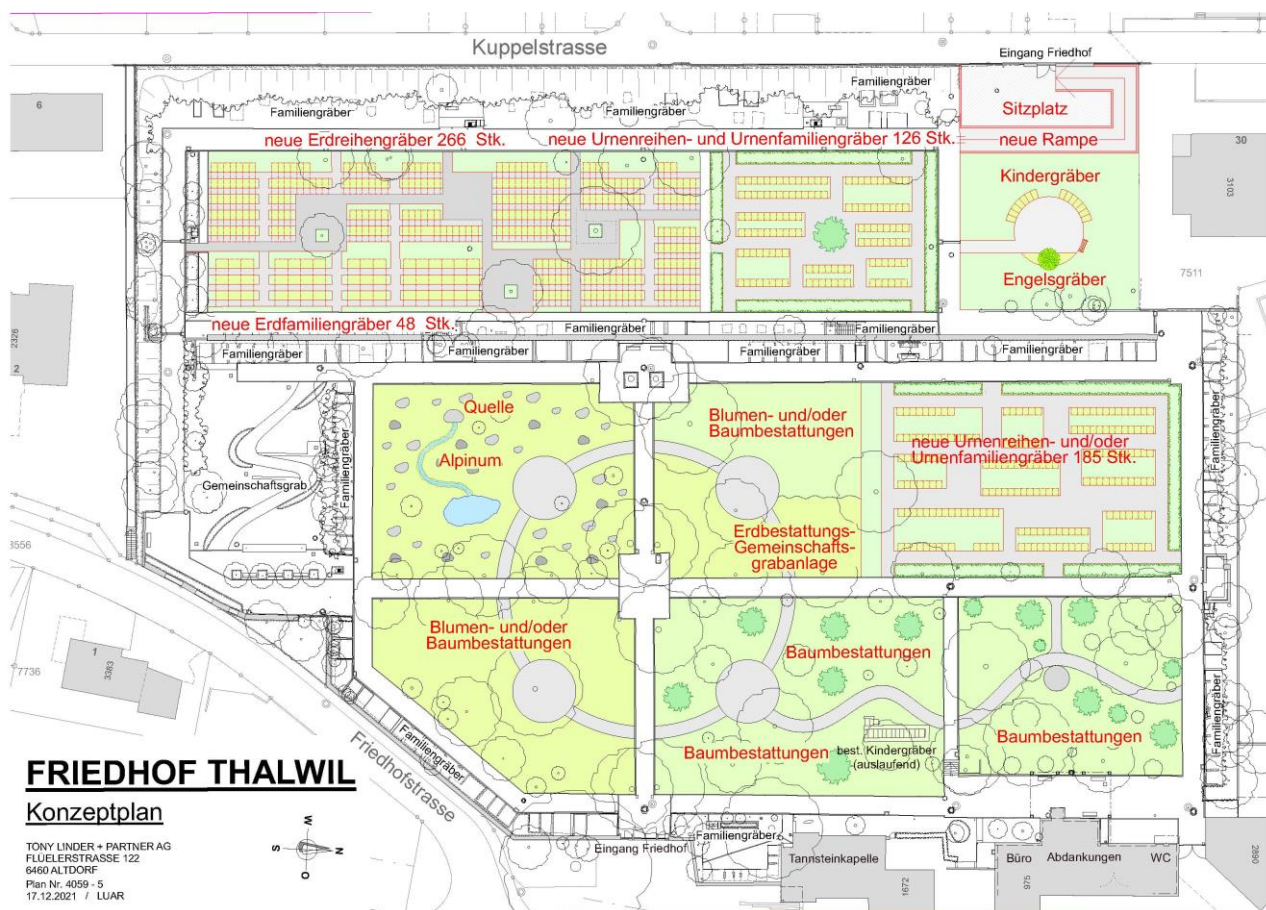 Kuppelstrasse
Eingang Friedhof
6
Familiengräber
Familiengräber
Familiengräber
Sitzplatz
neue Erdreihengräber 266 Stk.
neue Urnenreihen- und Urnenfamiliengräber 126 Stk.
neue Rampe
30
3103
Kindergräber
Engelsgräber
7511
2326
2
neue Erdfamiliengräber 48 Stk.
Familiengräber
Familiengräber
Familiengräber
Familiengräber
Familiengräber
Familiengräber
Quelle
Alpinum
Gemeinschaftsgrab
Familiengräber
Blumen- und/oder
Baumbestattungen
neue Urnenreihen- und/oder
Urnenfamiliengräber 185 Stk.
Familiengräber
Erdbestattungs-
Gemeinschafts-
grabanlage
3556
7736
1
3383
Blumen- und/oder
Baumbestattungen
Baumbestattungen
Baumbestattungen
best. Kindergräber
(auslaufend)
Baumbestattungen
Familiengräber
Familiengräber
Friedhofstrasse
FRIEDHOF THALWIL
Konzeptplan
TONY LINDER + PARTNER AG
FLÜELERSTRASSE 122
6460 ALTDORF
Plan Nr. 4059 - 5
17.12.2021 / LUAR
W
S
N
O
Eingang Friedhof
Familiengräber
Tannsteinkapelle
1672
Büro
Abdankungen
WC
975
2890